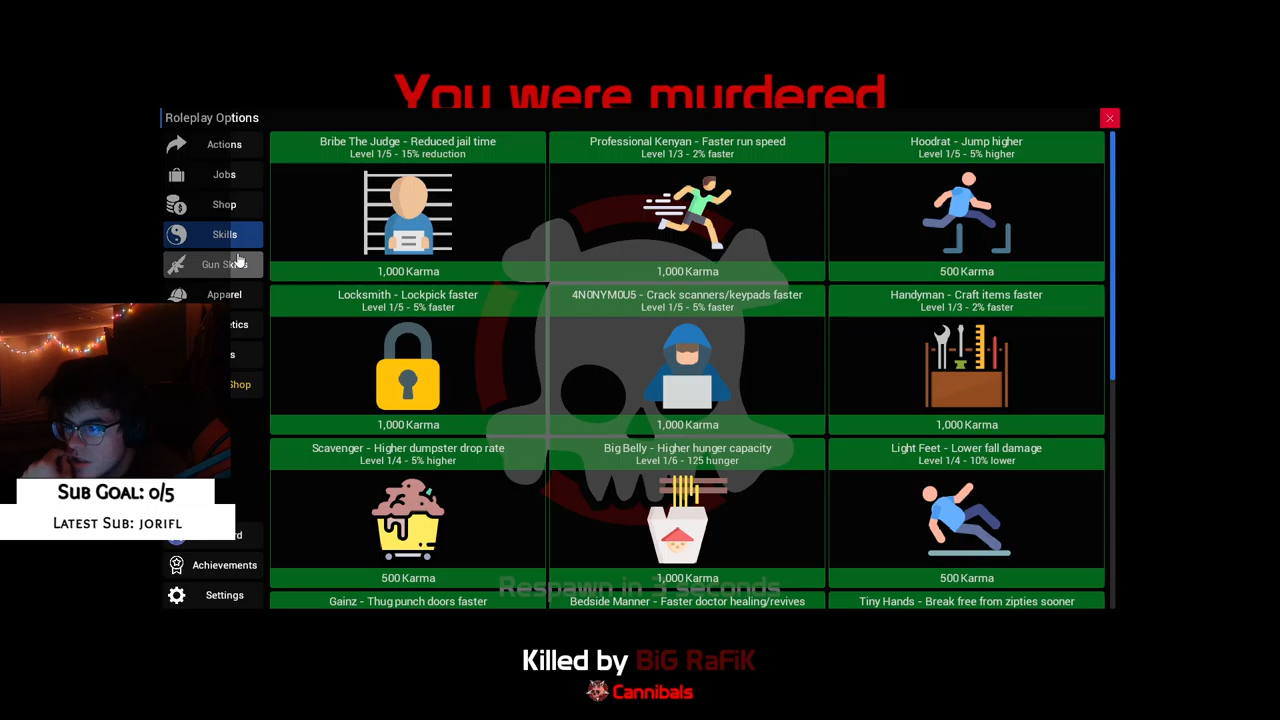 You were murdered
Roleplay Options
Actions
Jobs
Shop
Skills
Gun Skills
Apparel
etics
s
Shop
rd
Achievements
Settings
Bribe The Judge - Reduced jail time
Level 1/5 - 15% reduction
1,000 Karma
Professional Kenyan - Faster run speed
Level 1/3 - 2% faster
1,000 Karma
Hoodrat - Jump higher
Level 1/5 - 5% higher
500 Karma
Locksmith - Lockpick faster
Level 1/5 - 5% faster
1,000 Karma
4N0NYM0U5 - Crack scanners/keypads faster
Level 1/5 - 5% faster
1,000 Karma
Handyman - Craft items faster
Level 1/3 - 2% faster
1,000 Karma
Scavenger - Higher dumpster drop rate
Level 1/4 - 5% higher
500 Karma
Big Belly - Higher hunger capacity
Level 1/6 - 125 hunger
1,000 Karma
Light Feet - Lower fall damage
Level 1/4 - 10% lower
500 Karma
Gainz - Thug punch doors faster
Bedside Manner - Faster doctor healing/revives
Tiny Hands - Break free from zipties sooner
Respawn in 3 seconds
Sub Goal: 0/5
Latest Sub: jorifl
Killed by BiG RaFiK
Cannibals